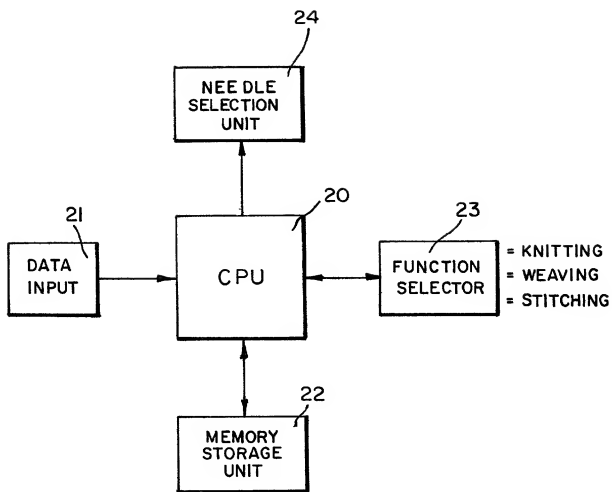 24
NEEDLE
SELECTION
UNIT
20
21
23
DATA
INPUT
CPU
FUNCTION
SELECTOR
= KNITTING
= WEAVING
= STITCHING
22
MEMORY
STORAGE
UNIT